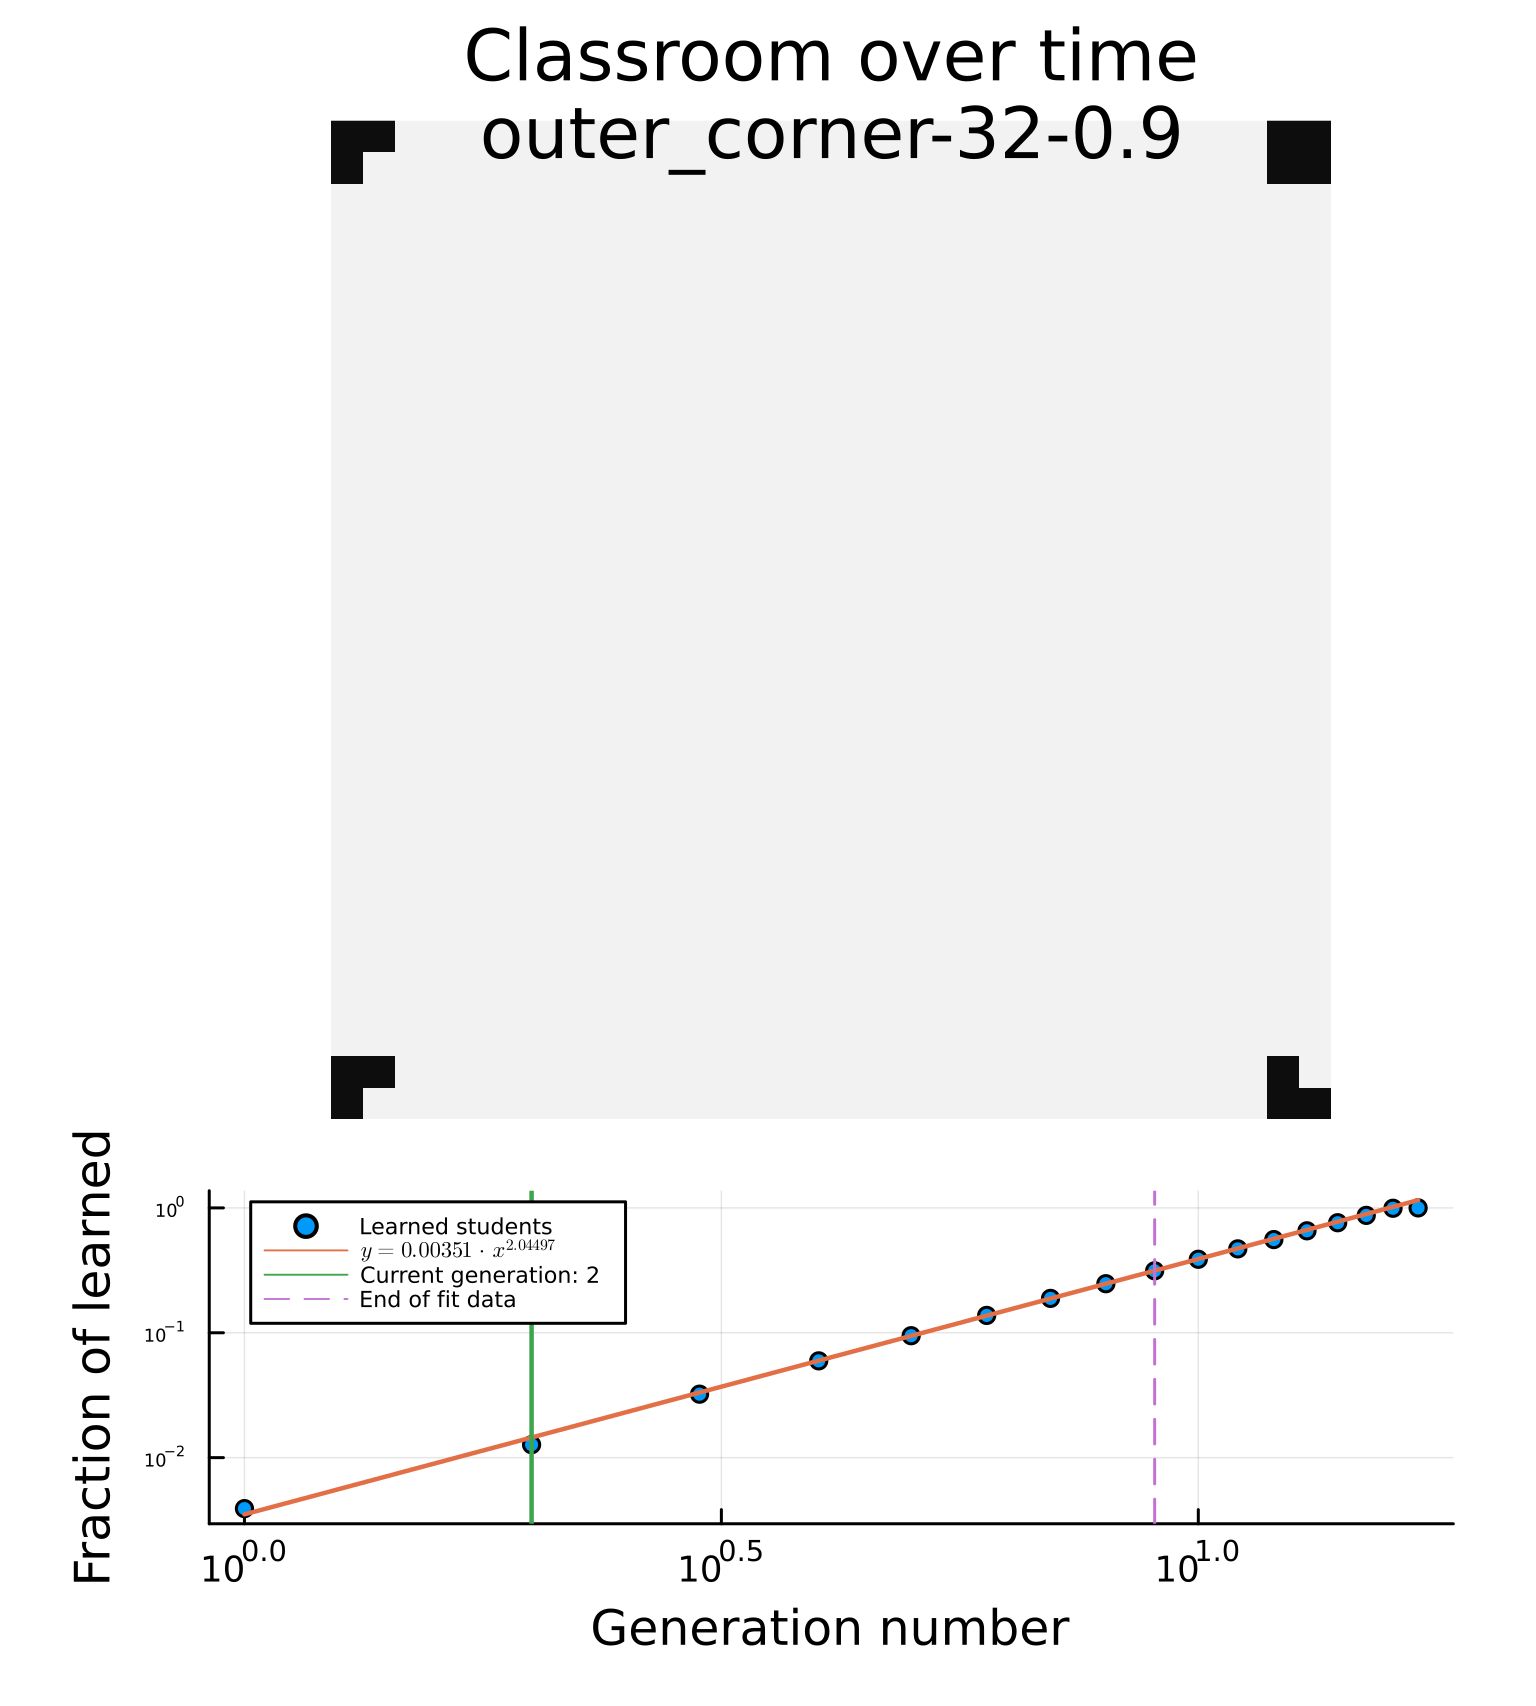 Classroom over time
outer_corner-32-0.9
Fraction of learned
10^0
10^−1
10^−2
Learned students
y = 0.00351 · x^2.04497
Current generation: 2
End of fit data
10^0.0 10^0.5 10^1.0
Generation number